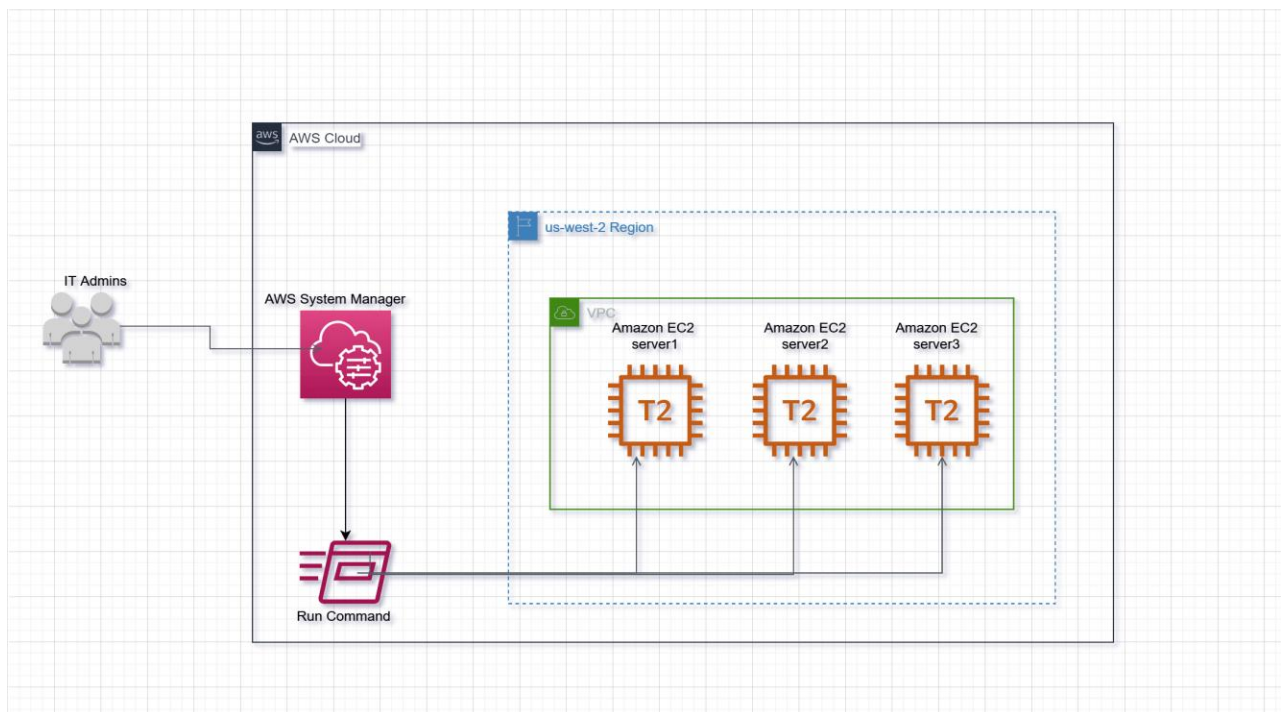 aws
AWS Cloud
us-west-2 Region
IT Admins
AWS System Manager
VPC
Amazon EC2
server1
Amazon EC2
server2
Amazon EC2
server3
T2
T2
T2
Run Command